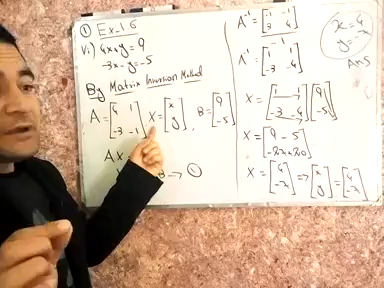 ① Ex-1.6
vi) 4x+y=9
-3x-y=-5
By Matrix Inversion Method
A = [4 1
-3 -1]
X = [x
y]
, B = [9
-5]
AX
B → ①
A⁻¹ = [-1 -1
3 4]
-1
A⁻¹ = [1 1
-3 -4]
X = [1 1
-3 -4] [9
-5]
X = [9 - 5
-27+20]
X = [4
-7] ⇒ [x
y] = [4
-7]
x=4
y=-7
Ans